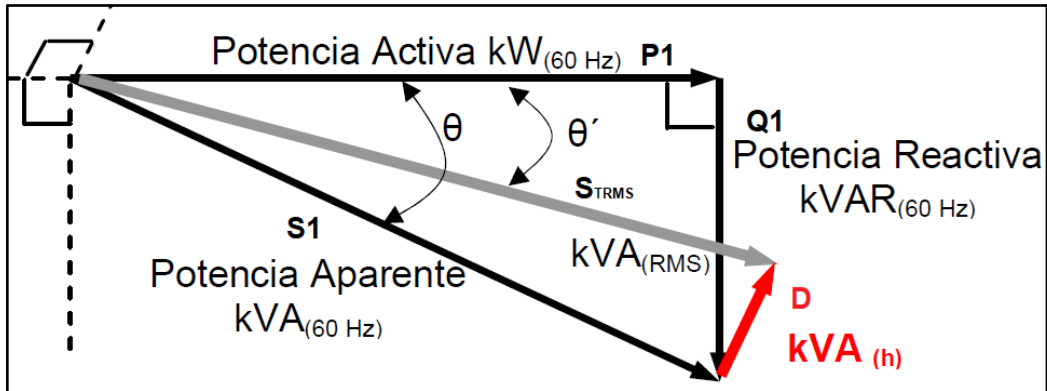 Potencia Activa kW(60 Hz) P1
θ
θ´
Q1
Potencia Reactiva
kVAR(60 Hz)
STRMS
kVA(RMS)
S1
Potencia Aparente
kVA(60 Hz)
D
kVA (h)